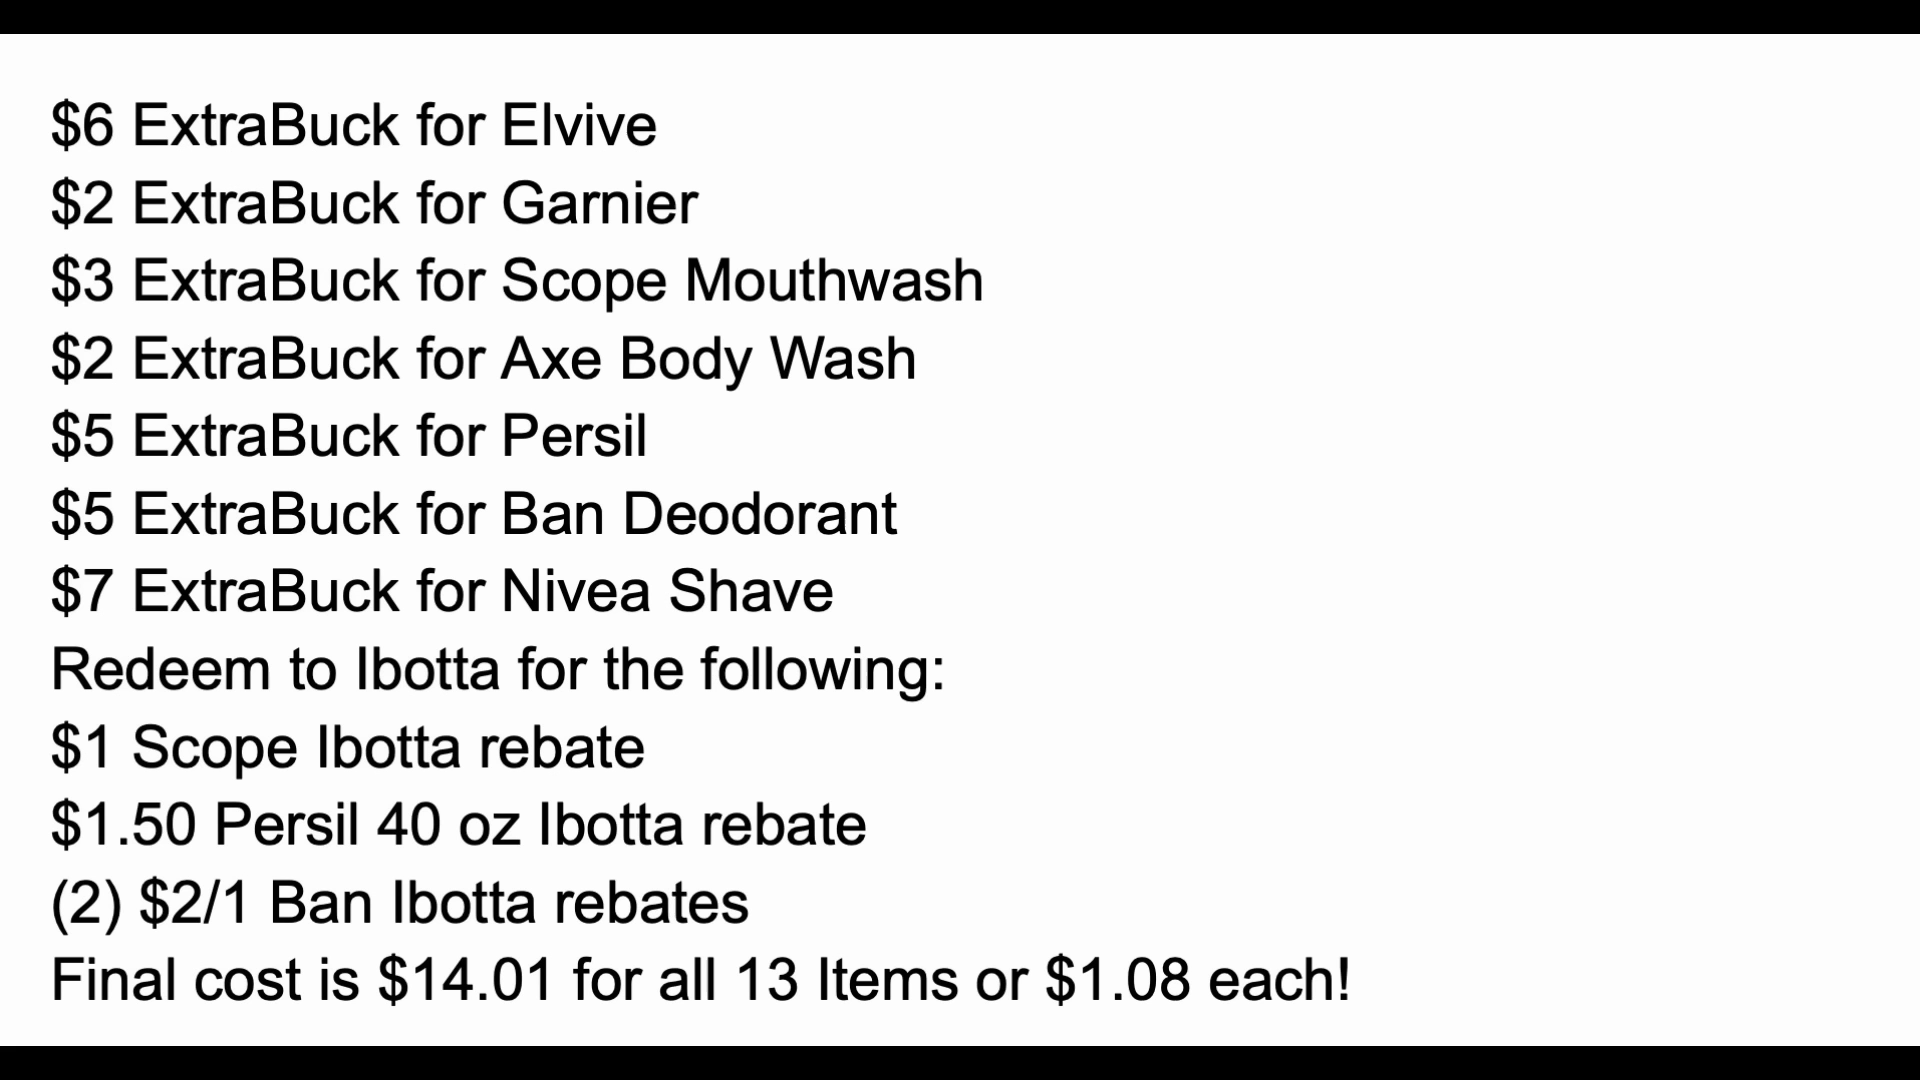 $6 ExtraBuck for Elvive
$2 ExtraBuck for Garnier
$3 ExtraBuck for Scope Mouthwash
$2 ExtraBuck for Axe Body Wash
$5 ExtraBuck for Persil
$5 ExtraBuck for Ban Deodorant
$7 ExtraBuck for Nivea Shave
Redeem to Ibotta for the following:
$1 Scope Ibotta rebate
$1.50 Persil 40 oz Ibotta rebate
(2) $2/1 Ban Ibotta rebates
Final cost is $14.01 for all 13 Items or $1.08 each!